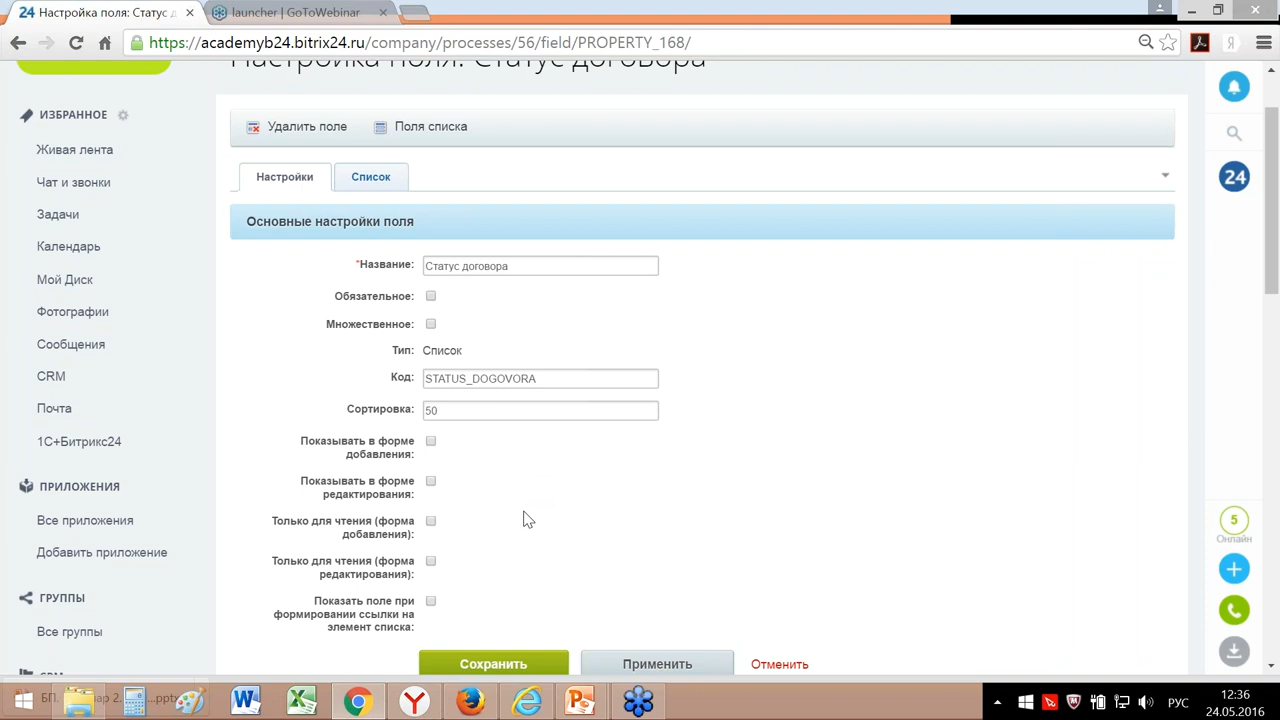 24 Настройка поля: Статус д
launcher | GoToWebinar
https://academyb24.bitrix24.ru/company/processes/56/field/PROPERTY_168/
Настройка поля: Статус договора
ИЗБРАННОЕ
Живая лента
Чат и звонки
Задачи
Календарь
Мой Диск
Фотографии
Сообщения
CRM
Почта
1С+Битрикс24
ПРИЛОЖЕНИЯ
Все приложения
Добавить приложение
ГРУППЫ
Все группы
CRM
Удалить поле Поля списка
Настройки Список
Основные настройки поля
*Название: Статус договора
Обязательное:
Множественное:
Тип: Список
Код: STATUS_DOGOVORA
Сортировка: 50
Показывать в форме
добавления:
Показывать в форме
редактирования:
Только для чтения (форма
добавления):
Только для чтения (форма
редактирования):
Показать поле при
формировании ссылки на
элемент списка:
Сохранить Применить Отменить
24
5
Онлайн
РУС
12:36
24.05.2016